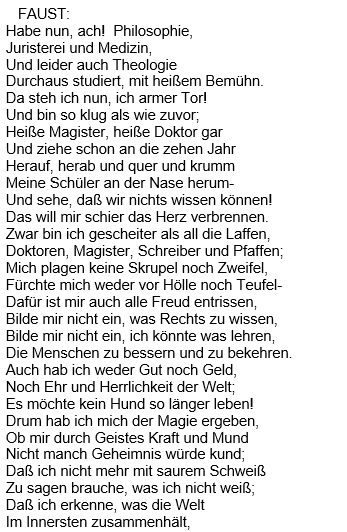 FAUST:
Habe nun, ach!  Philosophie,
Juristerei und Medizin,
Und leider auch Theologie
Durchaus studiert, mit heißem Bemühn.
Da steh ich nun, ich armer Tor!
Und bin so klug als wie zuvor;
Heiße Magister, heiße Doktor gar
Und ziehe schon an die zehen Jahr
Herauf, herab und quer und krumm
Meine Schüler an der Nase herum-
Und sehe, daß wir nichts wissen können!
Das will mir schier das Herz verbrennen.
Zwar bin ich gescheiter als all die Laffen,
Doktoren, Magister, Schreiber und Pfaffen;
Mich plagen keine Skrupel noch Zweifel,
Fürchte mich weder vor Hölle noch Teufel-
Dafür ist mir auch alle Freud entrissen,
Bilde mir nicht ein, was Rechts zu wissen,
Bilde mir nicht ein, ich könnte was lehren,
Die Menschen zu bessern und zu bekehren.
Auch hab ich weder Gut noch Geld,
Noch Ehr und Herrlichkeit der Welt;
Es möchte kein Hund so länger leben!
Drum hab ich mich der Magie ergeben,
Ob mir durch Geistes Kraft und Mund
Nicht manch Geheimnis würde kund;
Daß ich nicht mehr mit saurem Schweiß
Zu sagen brauche, was ich nicht weiß;
Daß ich erkenne, was die Welt
Im Innersten zusammenhält,